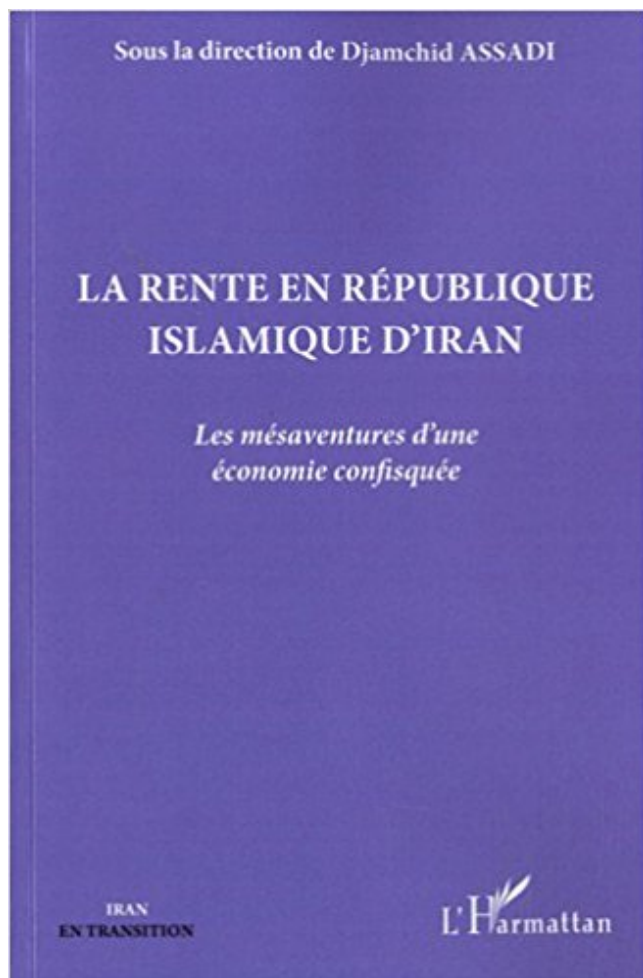 Sous la direction de Djamchid ASSADI
LA RENTE EN RÉPUBLIQUE
ISLAMIQUE D'IRAN
Les mésaventures d'une
économie confisquée
IRAN
EN TRANSITION
L'Harmattan